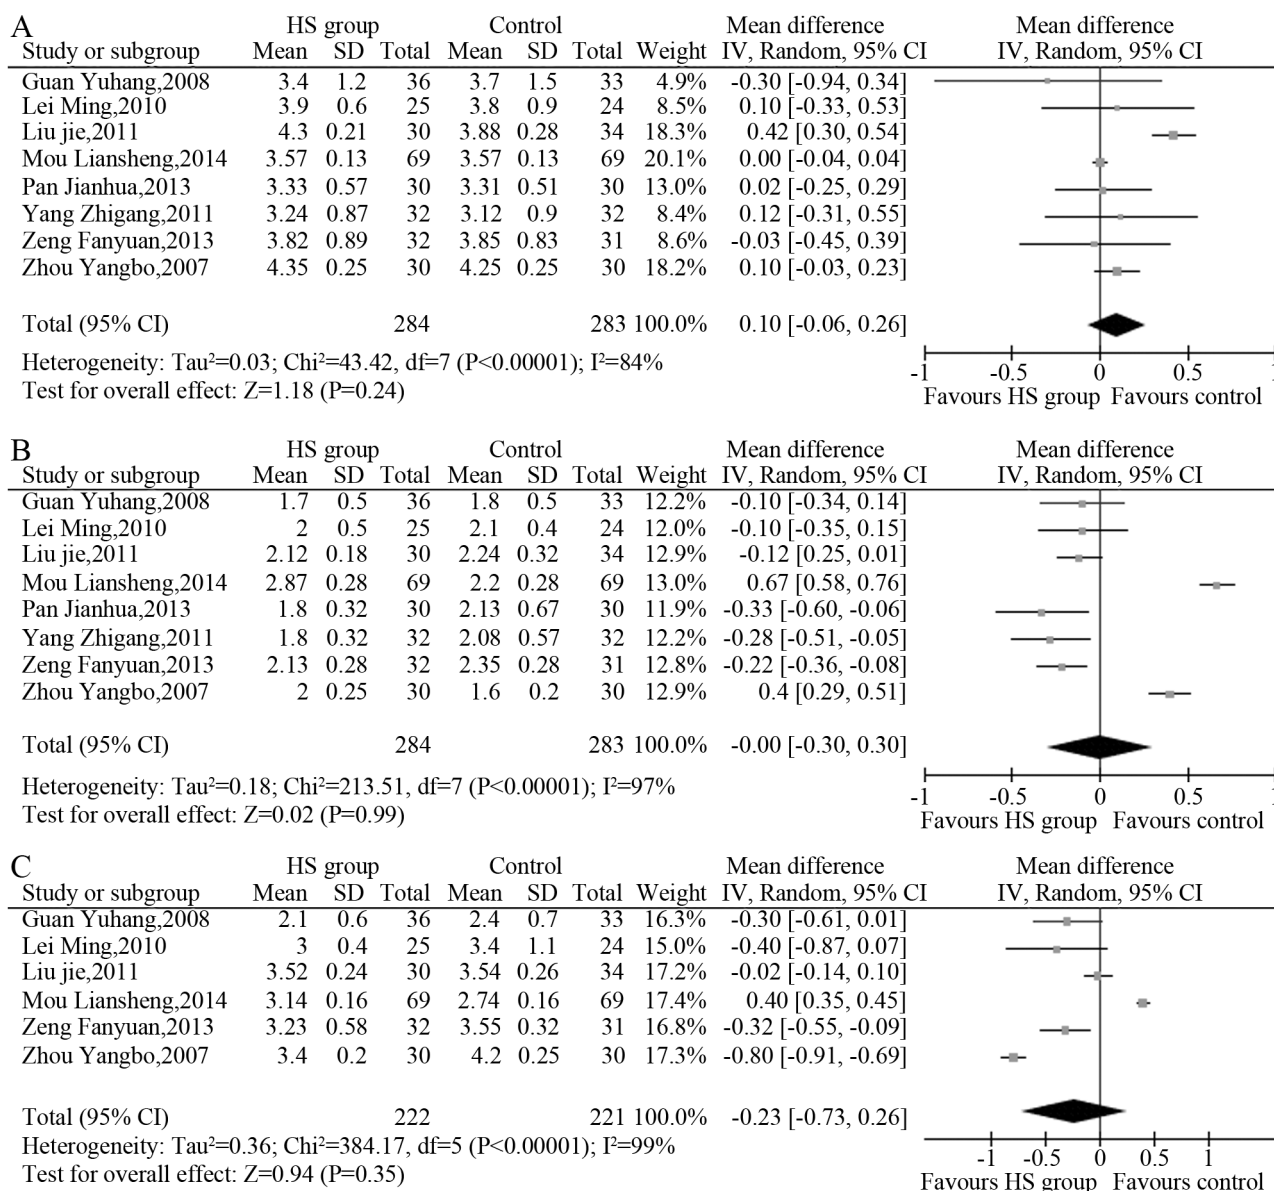 A HS group Control Mean difference Mean difference
Study or subgroup Mean SD Total Mean SD Total Weight IV, Random, 95% CI IV, Random, 95% CI
Guan Yuhang,2008 3.4 1.2 36 3.7 1.5 33 4.9% -0.30 [-0.94, 0.34]
Lei Ming,2010 3.9 0.6 25 3.8 0.9 24 8.5% 0.10 [-0.33, 0.53]
Liu jie,2011 4.3 0.21 30 3.88 0.28 34 18.3% 0.42 [0.30, 0.54]
Mou Liansheng,2014 3.57 0.13 69 3.57 0.13 69 20.1% 0.00 [-0.04, 0.04]
Pan Jianhua,2013 3.33 0.57 30 3.31 0.51 30 13.0% 0.02 [-0.25, 0.29]
Yang Zhigang,2011 3.24 0.87 32 3.12 0.9 32 8.4% 0.12 [-0.31, 0.55]
Zeng Fanyuan,2013 3.82 0.89 32 3.85 0.83 31 8.6% -0.03 [-0.45, 0.39]
Zhou Yangbo,2007 4.35 0.25 30 4.25 0.25 30 18.2% 0.10 [-0.03, 0.23]
Total (95% CI) 284 283 100.0% 0.10 [-0.06, 0.26]
Heterogeneity: Tau²=0.03; Chi²=43.42, df=7 (P<0.00001); I²=84%
Test for overall effect: Z=1.18 (P=0.24)
-1 -0.5 0 0.5 1
Favours HS group Favours control
B HS group Control Mean difference Mean difference
Study or subgroup Mean SD Total Mean SD Total Weight IV, Random, 95% CI IV, Random, 95% CI
Guan Yuhang,2008 1.7 0.5 36 1.8 0.5 33 12.2% -0.10 [-0.34, 0.14]
Lei Ming,2010 2 0.5 25 2.1 0.4 24 12.0% -0.10 [-0.35, 0.15]
Liu jie,2011 2.12 0.18 30 2.24 0.32 34 12.9% -0.12 [0.25, 0.01]
Mou Liansheng,2014 2.87 0.28 69 2.2 0.28 69 13.0% 0.67 [0.58, 0.76]
Pan Jianhua,2013 1.8 0.32 30 2.13 0.67 30 11.9% -0.33 [-0.60, -0.06]
Yang Zhigang,2011 1.8 0.32 32 2.08 0.57 32 12.2% -0.28 [-0.51, -0.05]
Zeng Fanyuan,2013 2.13 0.28 32 2.35 0.28 31 12.8% -0.22 [-0.36, -0.08]
Zhou Yangbo,2007 2 0.25 30 1.6 0.2 30 12.9% 0.4 [0.29, 0.51]
Total (95% CI) 284 283 100.0% -0.00 [-0.30, 0.30]
Heterogeneity: Tau²=0.18; Chi²=213.51, df=7 (P<0.00001); I²=97%
Test for overall effect: Z=0.02 (P=0.99)
-1 -0.5 0 0.5 1
Favours HS group Favours control
C HS group Control Mean difference Mean difference
Study or subgroup Mean SD Total Mean SD Total Weight IV, Random, 95% CI IV, Random, 95% CI
Guan Yuhang,2008 2.1 0.6 36 2.4 0.7 33 16.3% -0.30 [-0.61, 0.01]
Lei Ming,2010 3 0.4 25 3.4 1.1 24 15.0% -0.40 [-0.87, 0.07]
Liu jie,2011 3.52 0.24 30 3.54 0.26 34 17.2% -0.02 [-0.14, 0.10]
Mou Liansheng,2014 3.14 0.16 69 2.74 0.16 69 17.4% 0.40 [0.35, 0.45]
Zeng Fanyuan,2013 3.23 0.58 32 3.55 0.32 31 16.8% -0.32 [-0.55, -0.09]
Zhou Yangbo,2007 3.4 0.2 30 4.2 0.25 30 17.3% -0.80 [-0.91, -0.69]
Total (95% CI) 222 221 100.0% -0.23 [-0.73, 0.26]
Heterogeneity: Tau²=0.36; Chi²=384.17, df=5 (P<0.00001); I²=99%
Test for overall effect: Z=0.94 (P=0.35)
-1 -0.5 0 0.5 1
Favours HS group Favours control